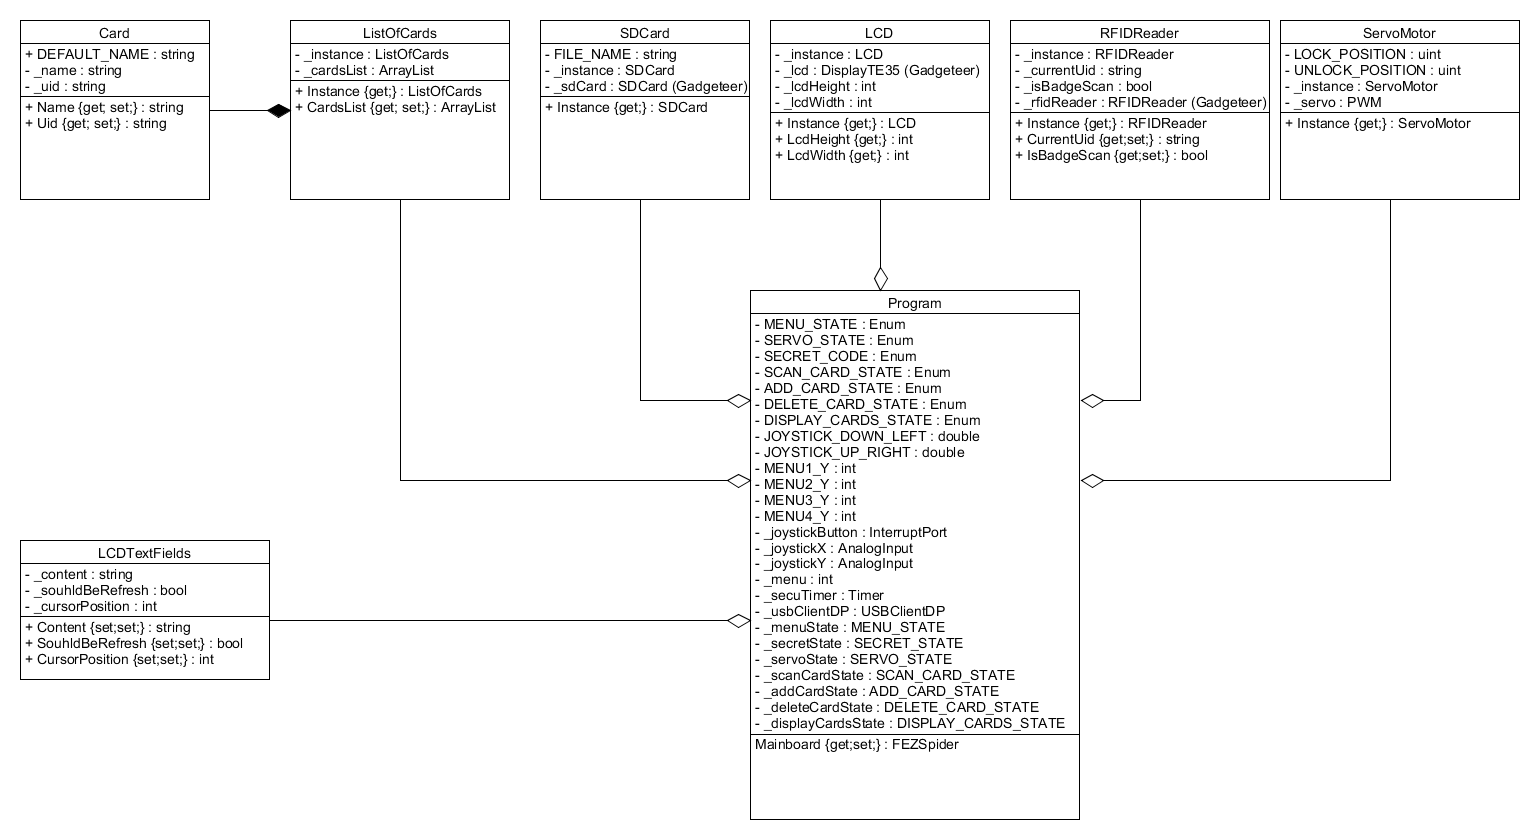 Card
+ DEFAULT_NAME : string
- _name : string
- _uid : string
+ Name {get; set;} : string
+ Uid {get; set;} : string
ListOfCards
- _instance : ListOfCards
- _cardsList : ArrayList
+ Instance {get;} : ListOfCards
+ CardsList {get; set;} : ArrayList
SDCard
- FILE_NAME : string
- _instance : SDCard
- _sdCard : SDCard (Gadgeteer)
+ Instance {get;} : SDCard
LCD
- _instance : LCD
- _lcd : DisplayTE35 (Gadgeteer)
- _lcdHeight : int
- _lcdWidth : int
+ Instance {get;} : LCD
+ LcdHeight {get;} : int
+ LcdWidth {get;} : int
RFIDReader
- _instance : RFIDReader
- _currentUid : string
- _isBadgeScan : bool
- _rfidReader : RFIDReader (Gadgeteer)
+ Instance {get;} : RFIDReader
+ CurrentUid {get;set;} : string
+ IsBadgeScan {get;set;} : bool
ServoMotor
- LOCK_POSITION : uint
- UNLOCK_POSITION : uint
- _instance : ServoMotor
- _servo : PWM
+ Instance {get;} : ServoMotor
Program
- MENU_STATE : Enum
- SERVO_STATE : Enum
- SECRET_CODE : Enum
- SCAN_CARD_STATE : Enum
- ADD_CARD_STATE : Enum
- DELETE_CARD_STATE : Enum
- DISPLAY_CARDS_STATE : Enum
- JOYSTICK_DOWN_LEFT : double
- JOYSTICK_UP_RIGHT : double
- MENU1_Y : int
- MENU2_Y : int
- MENU3_Y : int
- MENU4_Y : int
- _joystickButton : InterruptPort
- _joystickX : AnalogInput
- _joystickY : AnalogInput
- _menu : int
- _secuTimer : Timer
- _usbClientDP : USBClientDP
- _menuState : MENU_STATE
- _secretState : SECRET_STATE
- _servoState : SERVO_STATE
- _scanCardState : SCAN_CARD_STATE
- _addCardState : ADD_CARD_STATE
- _deleteCardState : DELETE_CARD_STATE
- _displayCardsState : DISPLAY_CARDS_STATE
Mainboard {get;set;} : FEZSpider
LCDTextFields
- _content : string
- _souhldBeRefresh : bool
- _cursorPosition : int
+ Content {set;set;} : string
+ SouhldBeRefresh {set;set;} : bool
+ CursorPosition {set;set;} : int